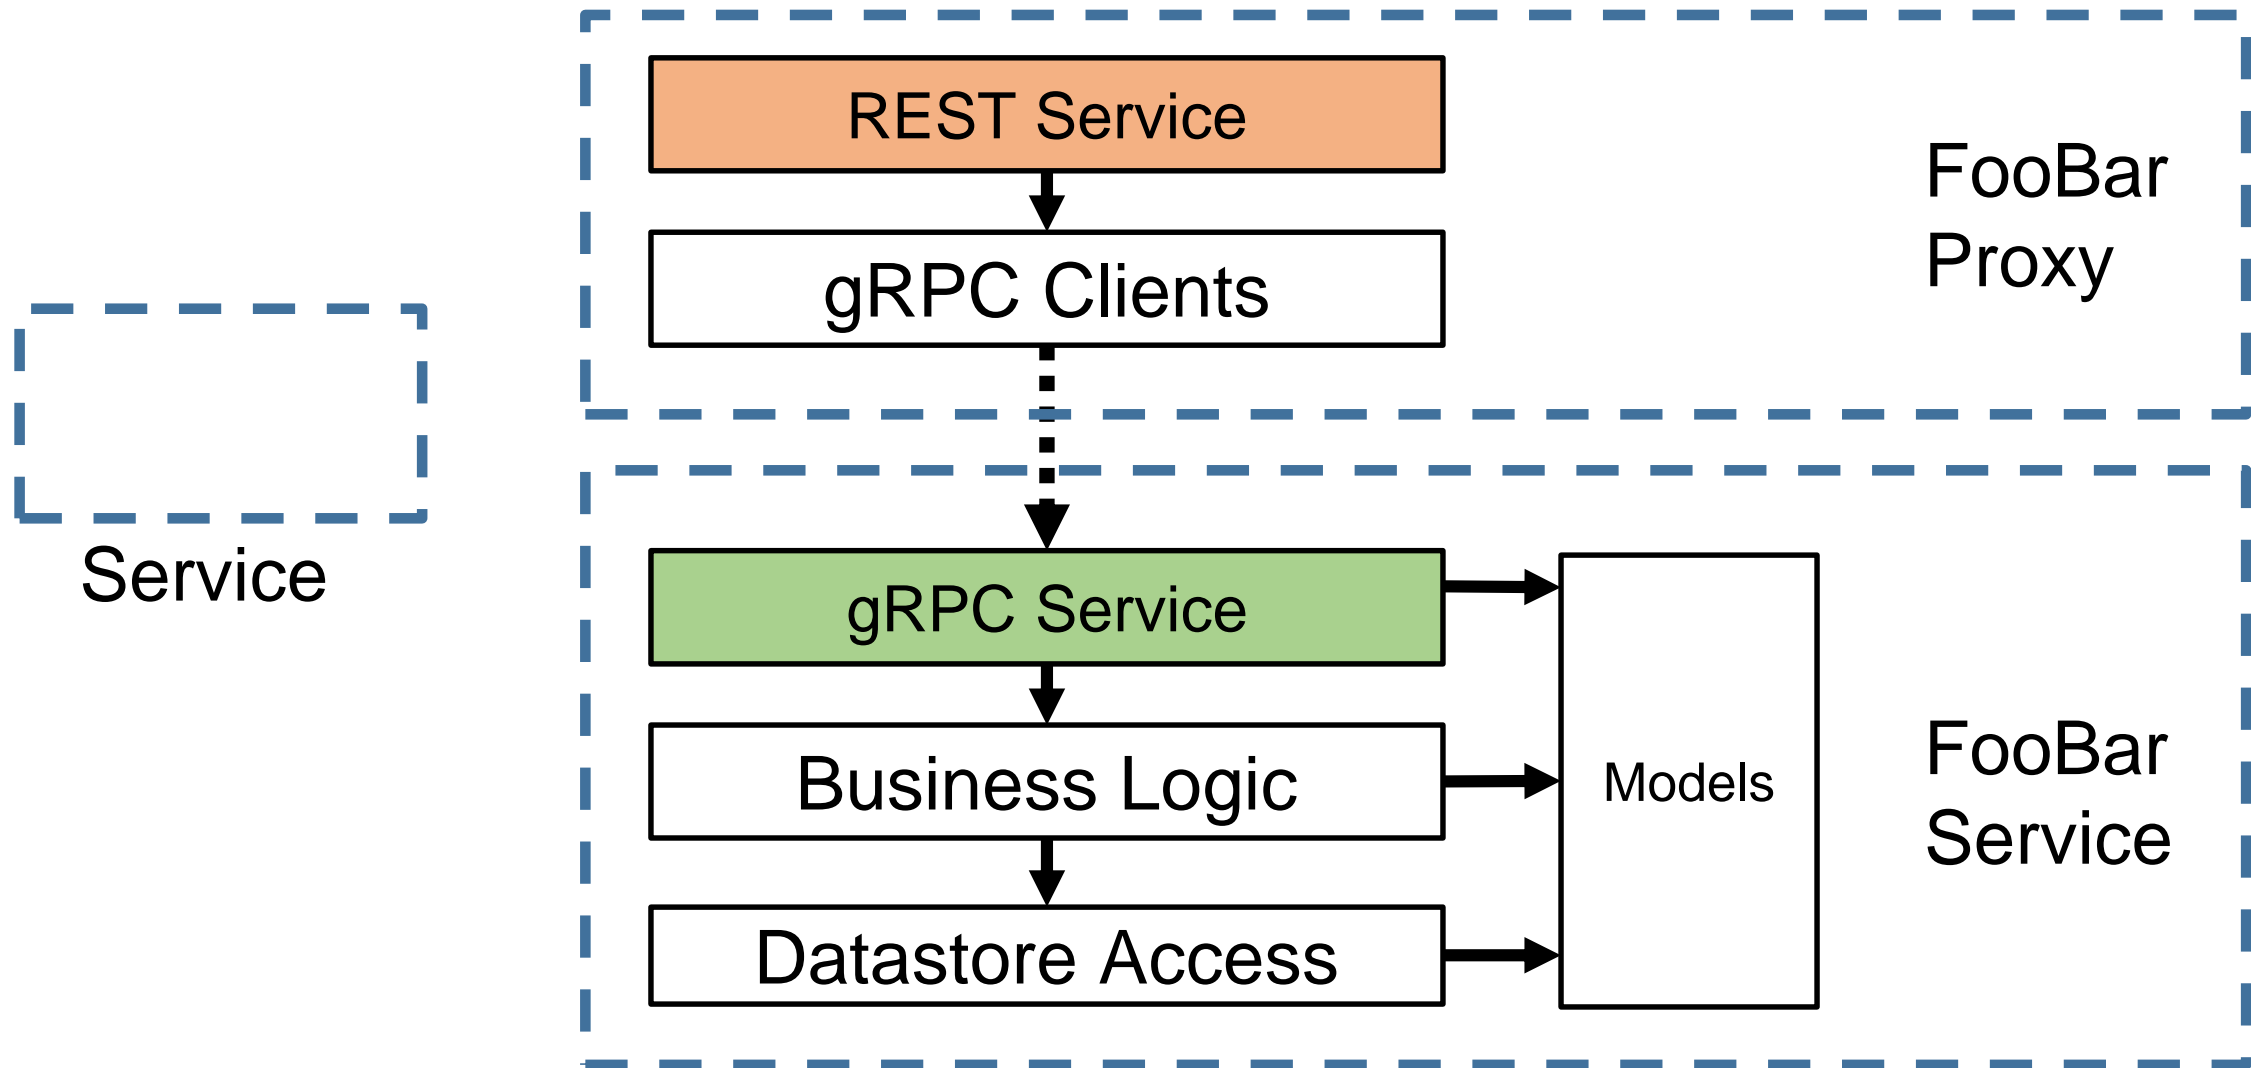 REST Service
gRPC Clients
FooBar
Proxy
Service
gRPC Service
Business Logic
Datastore Access
Models
FooBar
Service